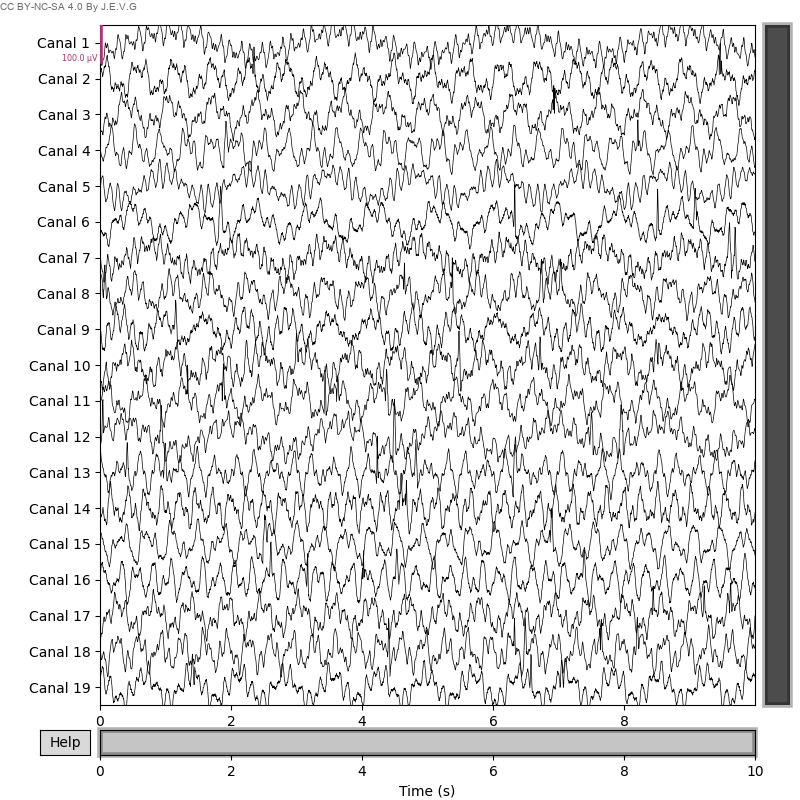 CC BY-NC-SA 4.0 By J.E.V.G
Canal 1
100.0 µV
Canal 2
Canal 3
Canal 4
Canal 5
Canal 6
Canal 7
Canal 8
Canal 9
Canal 10
Canal 11
Canal 12
Canal 13
Canal 14
Canal 15
Canal 16
Canal 17
Canal 18
Canal 19
0 2 4 6 8
Help
0 2 4 6 8 10
Time (s)